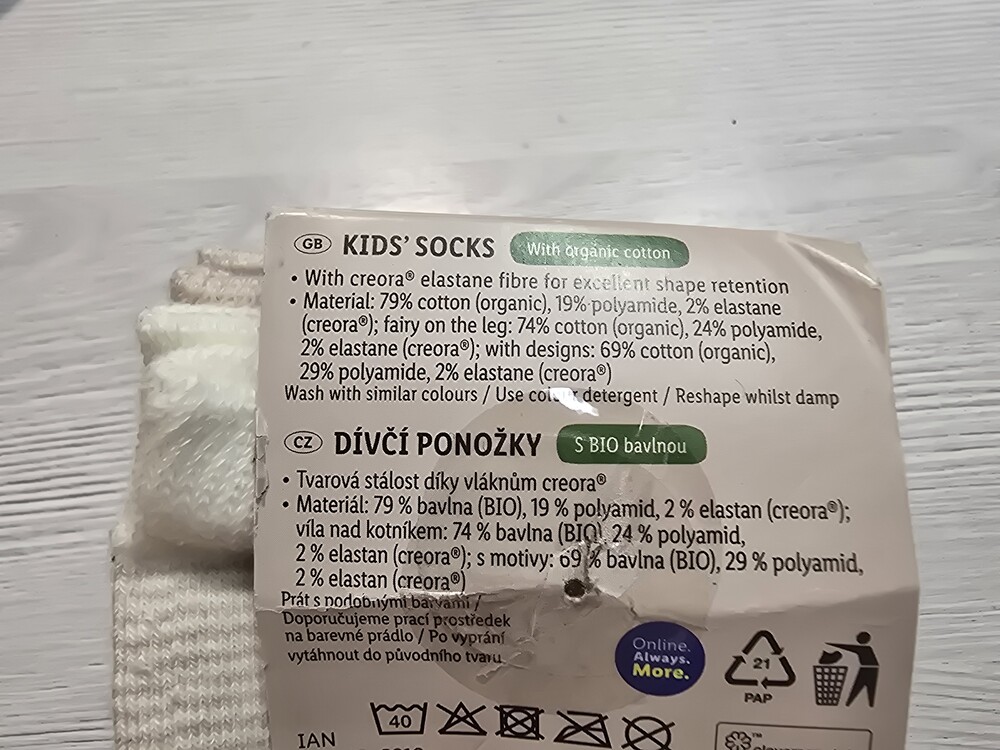 GB KIDS' SOCKS With organic cotton
• With creora® elastane fibre for excellent shape retention
• Material: 79% cotton (organic), 19% polyamide, 2% elastane
(creora®); fairy on the leg: 74% cotton (organic), 24% polyamide,
2% elastane (creora®); with designs: 69% cotton (organic),
29% polyamide, 2% elastane (creora®)
Wash with similar colours / Use colour detergent / Reshape whilst damp
CZ DÍVČÍ PONOŽKY S BIO bavlnou
• Tvarová stálost díky vláknům creora®
• Materiál: 79 % bavlna (BIO), 19 % polyamid, 2 % elastan (creora®);
víla nad kotníkem: 74 % bavlna (BIO), 24 % polyamid,
2 % elastan (creora®); s motivy: 69 % bavlna (BIO), 29 % polyamid,
2 % elastan (creora®)
Prát s podobnými barvami /
Doporučujeme prací prostředek
na barevné prádlo / Po vyprání
vytáhnout do původního tvaru
Online.
Always.
More.
21
PAP
40
IAN